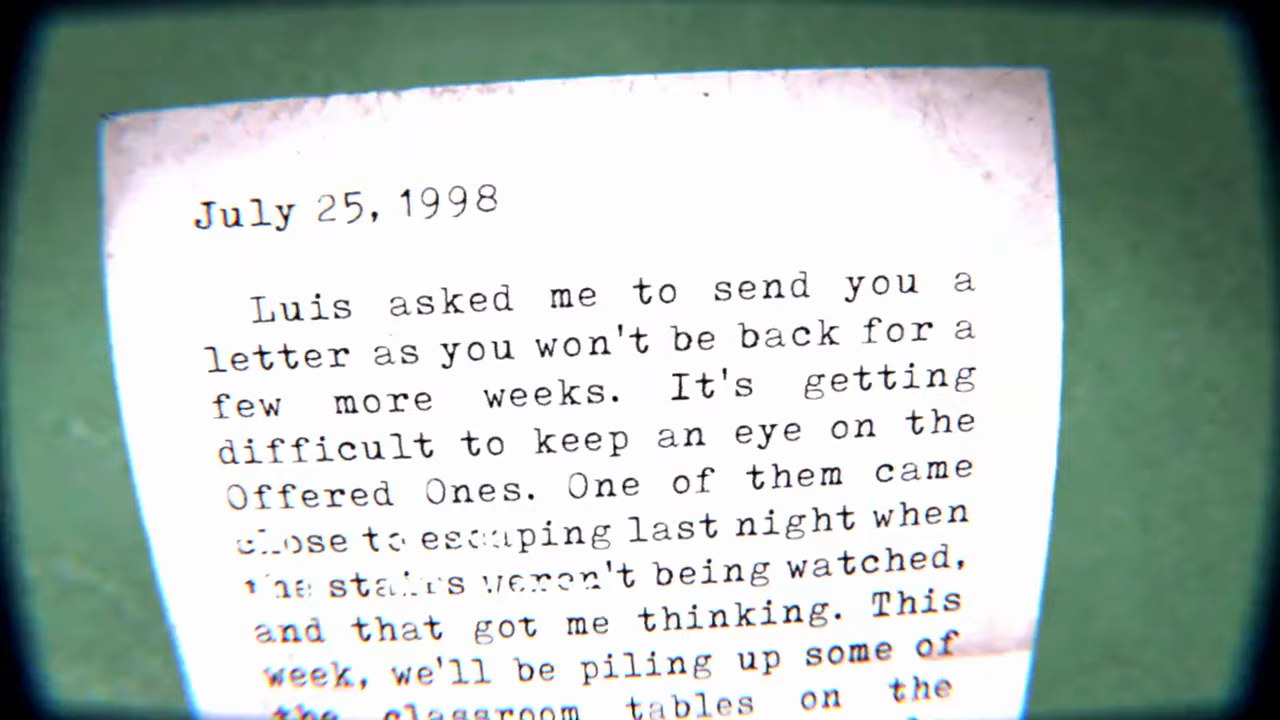 July 25, 1998
Luis asked me to send you a
letter as you won't be back for a
few more weeks. It's getting
difficult to keep an eye on the
Offered Ones. One of them came
close to escaping last night when
the stairs weren't being watched,
and that got me thinking. This
week, we'll be piling up some of
the classroom tables on the